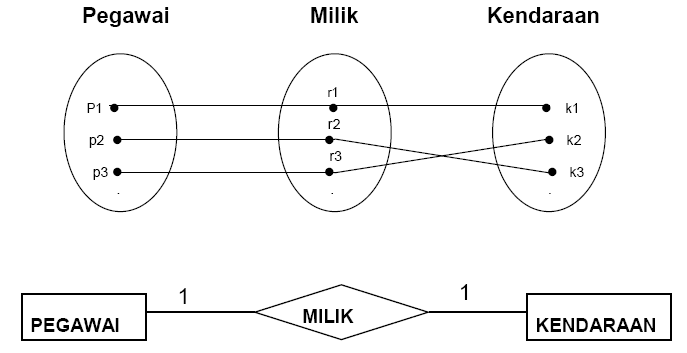 Pegawai Milik Kendaraan
r1
P1 k1
r2
p2 k2
r3
p3 k3
. . .
1 1
PEGAWAI MILIK KENDARAAN